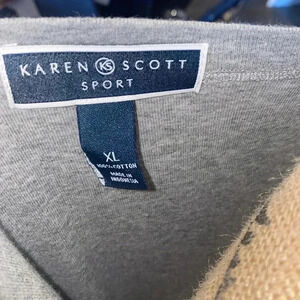 KAREN KS SCOTT
SPORT
XL
100% COTTON
MADE IN
INDONESIA